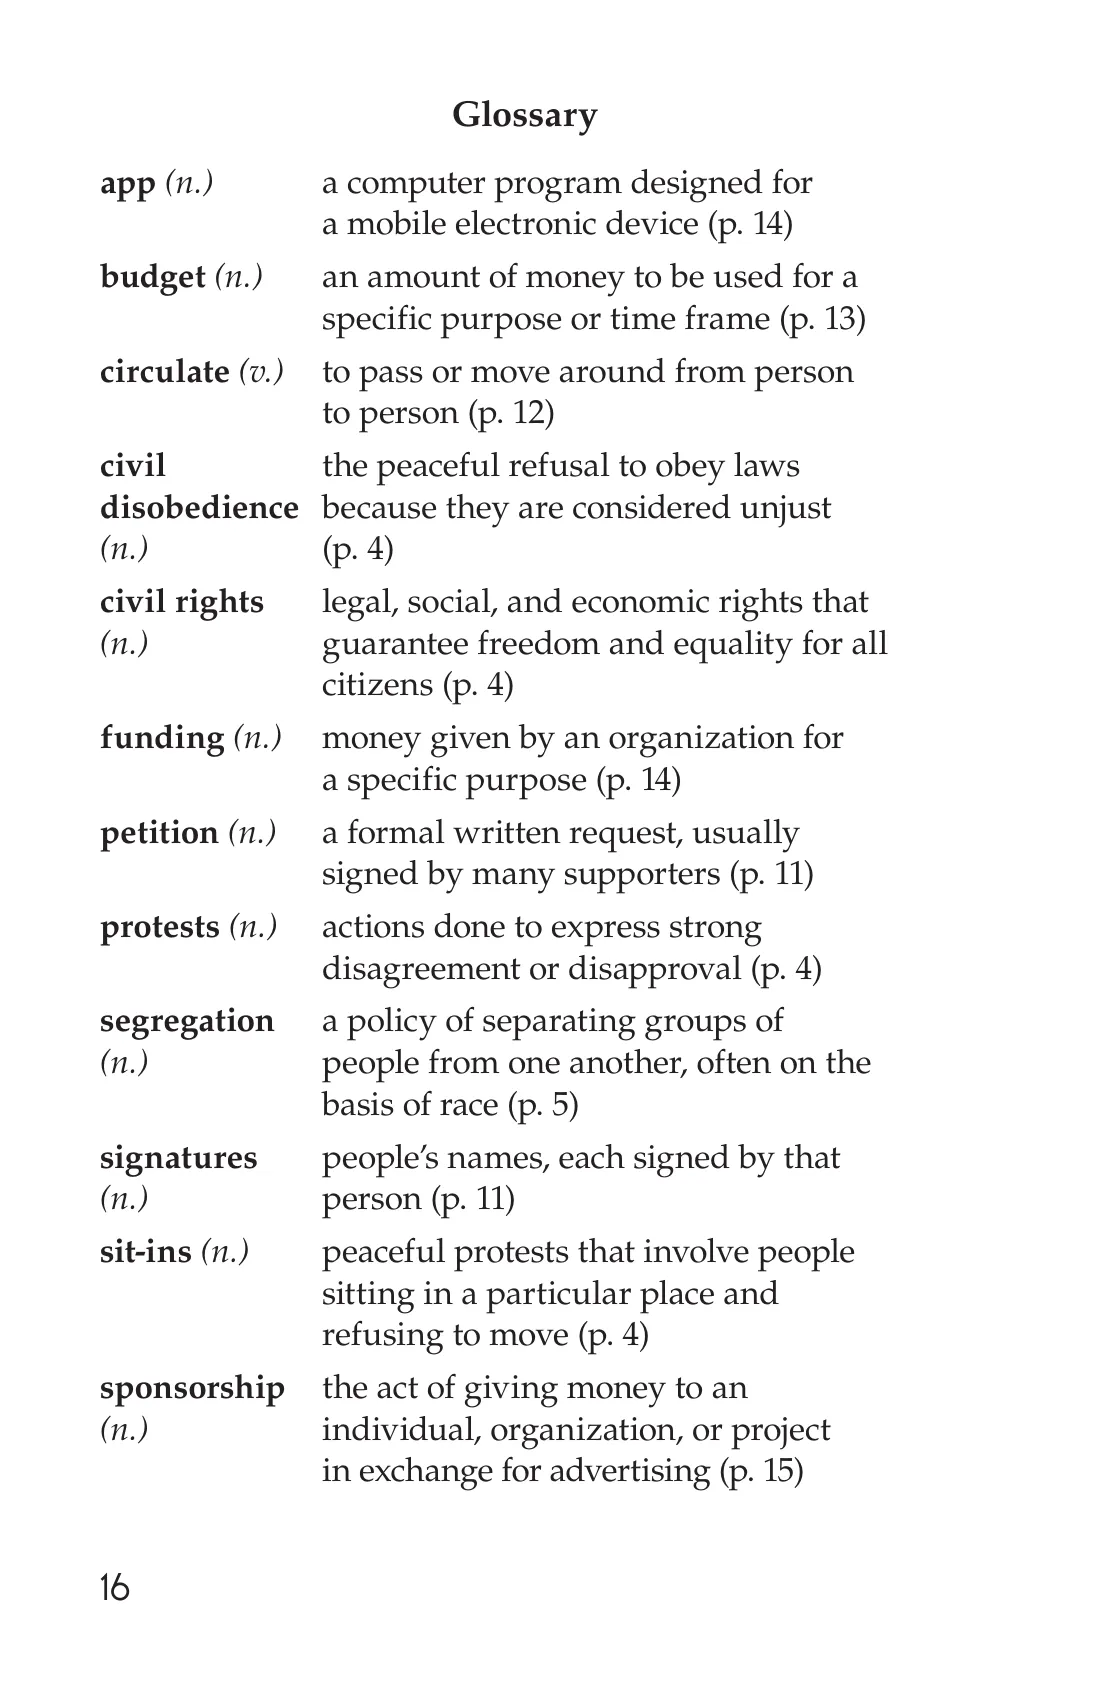 Glossary
app (n.) a computer program designed for
a mobile electronic device (p. 14)
budget (n.) an amount of money to be used for a
specific purpose or time frame (p. 13)
circulate (v.) to pass or move around from person
to person (p. 12)
civil the peaceful refusal to obey laws
disobedience because they are considered unjust
(n.) (p. 4)
civil rights legal, social, and economic rights that
(n.) guarantee freedom and equality for all
citizens (p. 4)
funding (n.) money given by an organization for
a specific purpose (p. 14)
petition (n.) a formal written request, usually
signed by many supporters (p. 11)
protests (n.) actions done to express strong
disagreement or disapproval (p. 4)
segregation a policy of separating groups of
(n.) people from one another, often on the
basis of race (p. 5)
signatures people’s names, each signed by that
(n.) person (p. 11)
sit-ins (n.) peaceful protests that involve people
sitting in a particular place and
refusing to move (p. 4)
sponsorship the act of giving money to an
(n.) individual, organization, or project
in exchange for advertising (p. 15)
16